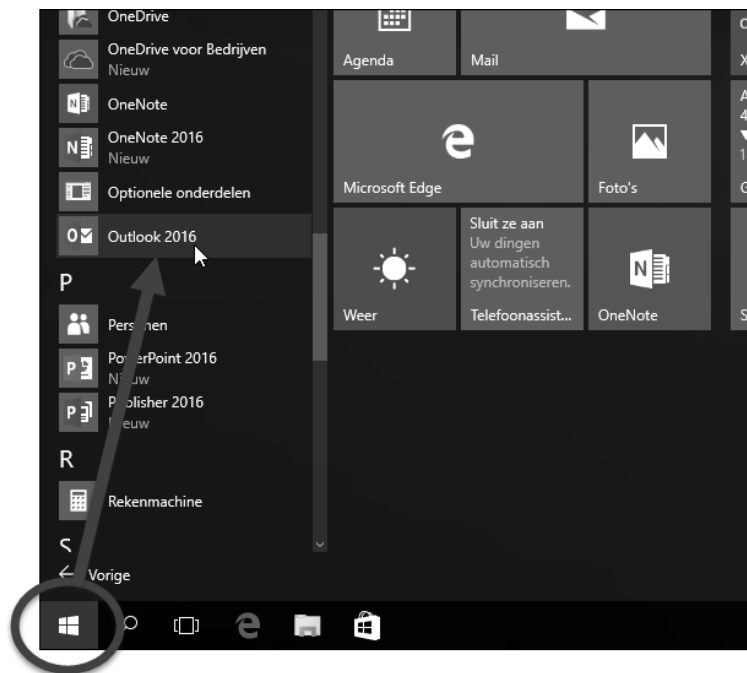 OneDrive
OneDrive voor Bedrijven
Nieuw
OneNote
OneNote 2016
Nieuw
Optionele onderdelen
Outlook 2016
P
Personen
PowerPoint 2016
Nieuw
Publisher 2016
Nieuw
R
Rekenmachine
S
Vorige
Agenda
Mail
Microsoft Edge
Foto's
Weer
Sluit ze aan
Uw dingen
automatisch
synchroniseren.
Telefoonassist...
OneNote